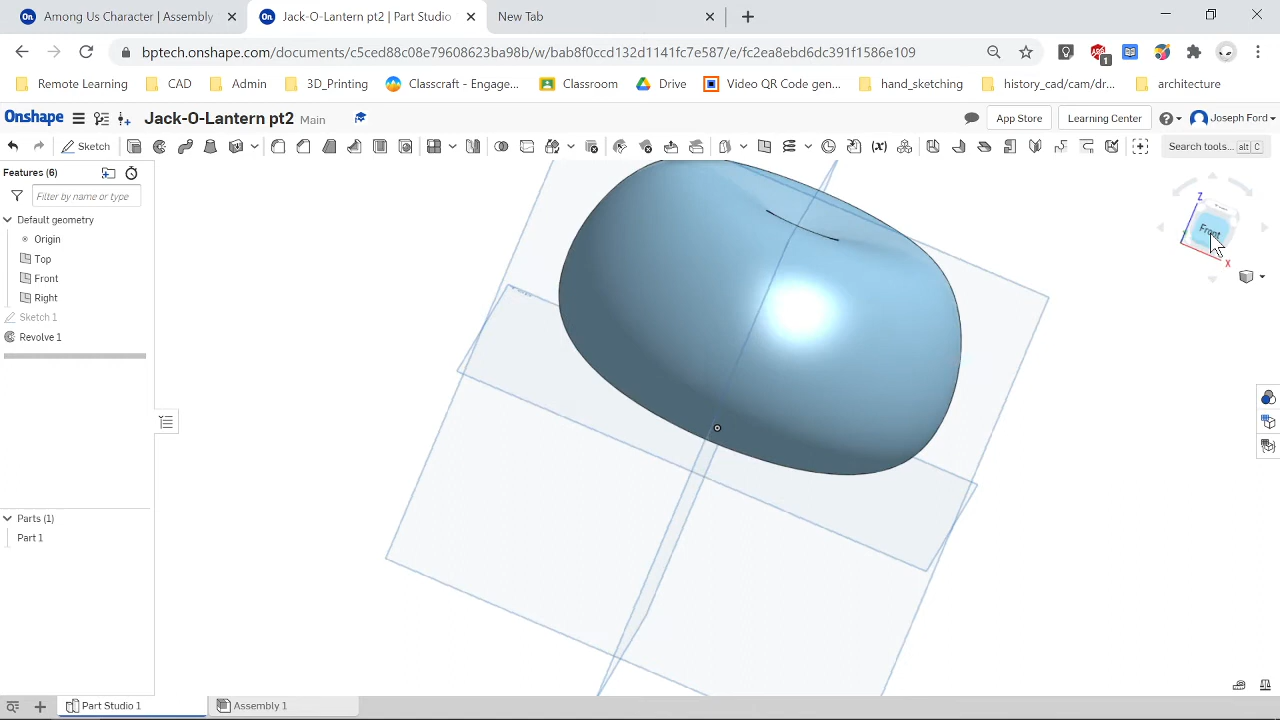 Among Us Character | Assembly
Jack-O-Lantern pt2 | Part Studio
New Tab
bptech.onshape.com/documents/c5ced88c08e79608623ba98b/w/bab8f0ccd132d1141fc7e587/e/fc2ea8ebd6dc391f1586e109
1
Remote Learning
CAD
Admin
3D_Printing
Classcraft - Engage...
Classroom
Drive
Video QR Code gen...
hand_sketching
history_cad/cam/dr...
architecture
Onshape
Jack-O-Lantern pt2 Main
App Store
Learning Center
Joseph Ford
Sketch
Search tools... alt C
Features (6)
Filter by name or type
Default geometry
Origin
Top
Front
Right
Sketch 1
Revolve 1
Parts (1)
Part 1
Z
Front
X
Part Studio 1
Assembly 1